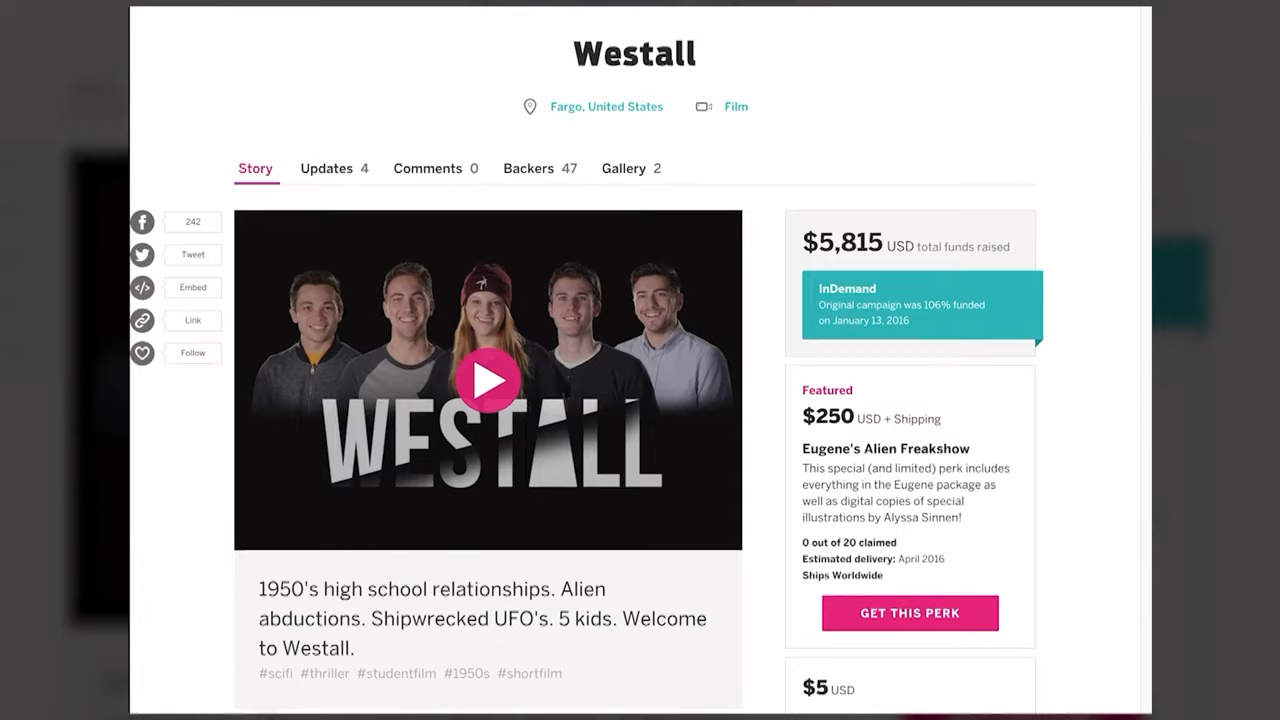 Westall
Fargo, United States Film
Story Updates 4 Comments 0 Backers 47 Gallery 2
242
Tweet
Embed
Link
Follow
WESTALL
1950's high school relationships. Alien
abductions. Shipwrecked UFO's. 5 kids. Welcome
to Westall.
#scifi #thriller #studentfilm #1950s #shortfilm
$5,815 USD total funds raised
InDemand
Original campaign was 106% funded
on January 13, 2016
Featured
$250 USD + Shipping
Eugene's Alien Freakshow
This special (and limited) perk includes
everything in the Eugene package as
well as digital copies of special
illustrations by Alyssa Sinnen!
0 out of 20 claimed
Estimated delivery: April 2016
Ships Worldwide
GET THIS PERK
$5 USD